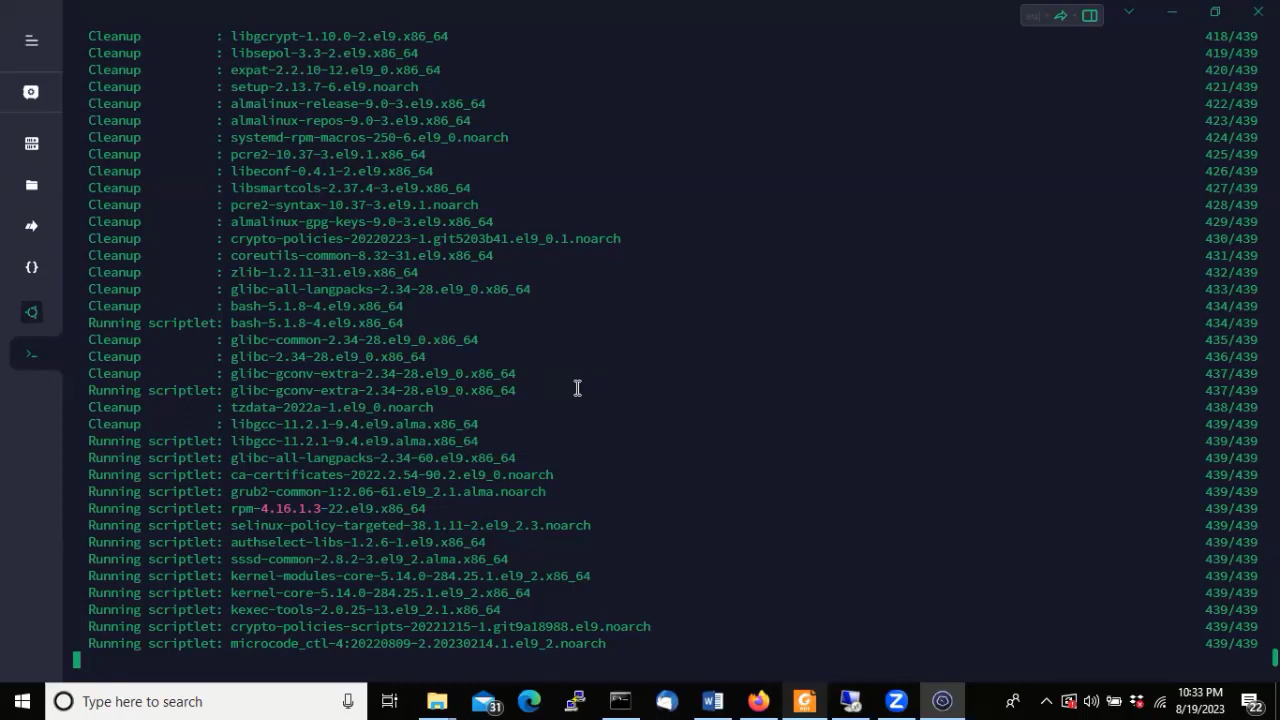 Cleanup : libgcrypt-1.10.0-2.el9.x86_64 418/439
Cleanup : libsepol-3.3-2.el9.x86_64 419/439
Cleanup : expat-2.2.10-12.el9_0.x86_64 420/439
Cleanup : setup-2.13.7-6.el9.noarch 421/439
Cleanup : almalinux-release-9.0-3.el9.x86_64 422/439
Cleanup : almalinux-repos-9.0-3.el9.x86_64 423/439
Cleanup : systemd-rpm-macros-250-6.el9_0.noarch 424/439
Cleanup : pcre2-10.37-3.el9.1.x86_64 425/439
Cleanup : libeconf-0.4.1-2.el9.x86_64 426/439
Cleanup : libsmartcols-2.37.4-3.el9.x86_64 427/439
Cleanup : pcre2-syntax-10.37-3.el9.1.noarch 428/439
Cleanup : almalinux-gpg-keys-9.0-3.el9.x86_64 429/439
Cleanup : crypto-policies-20220223-1.git5203b41.el9_0.1.noarch 430/439
Cleanup : coreutils-common-8.32-31.el9.x86_64 431/439
Cleanup : zlib-1.2.11-31.el9.x86_64 432/439
Cleanup : glibc-all-langpacks-2.34-28.el9_0.x86_64 433/439
Cleanup : bash-5.1.8-4.el9.x86_64 434/439
Running scriptlet: bash-5.1.8-4.el9.x86_64 434/439
Cleanup : glibc-common-2.34-28.el9_0.x86_64 435/439
Cleanup : glibc-2.34-28.el9_0.x86_64 436/439
Cleanup : glibc-gconv-extra-2.34-28.el9_0.x86_64 437/439
Running scriptlet: glibc-gconv-extra-2.34-28.el9_0.x86_64 437/439
Cleanup : tzdata-2022a-1.el9_0.noarch 438/439
Cleanup : libgcc-11.2.1-9.4.el9.alma.x86_64 439/439
Running scriptlet: libgcc-11.2.1-9.4.el9.alma.x86_64 439/439
Running scriptlet: glibc-all-langpacks-2.34-60.el9.x86_64 439/439
Running scriptlet: ca-certificates-2022.2.54-90.2.el9_0.noarch 439/439
Running scriptlet: grub2-common-1:2.06-61.el9_2.1.alma.noarch 439/439
Running scriptlet: rpm-4.16.1.3-22.el9.x86_64 439/439
Running scriptlet: selinux-policy-targeted-38.1.11-2.el9_2.3.noarch 439/439
Running scriptlet: authselect-libs-1.2.6-1.el9.x86_64 439/439
Running scriptlet: sssd-common-2.8.2-3.el9_2.alma.x86_64 439/439
Running scriptlet: kernel-modules-core-5.14.0-284.25.1.el9_2.x86_64 439/439
Running scriptlet: kernel-core-5.14.0-284.25.1.el9_2.x86_64 439/439
Running scriptlet: kexec-tools-2.0.25-13.el9_2.1.x86_64 439/439
Running scriptlet: crypto-policies-scripts-20221215-1.git9a18988.el9.noarch 439/439
Running scriptlet: microcode_ctl-4:20220809-2.20230214.1.el9_2.noarch 439/439
Type here to search
31
10:33 PM
8/19/2023
22